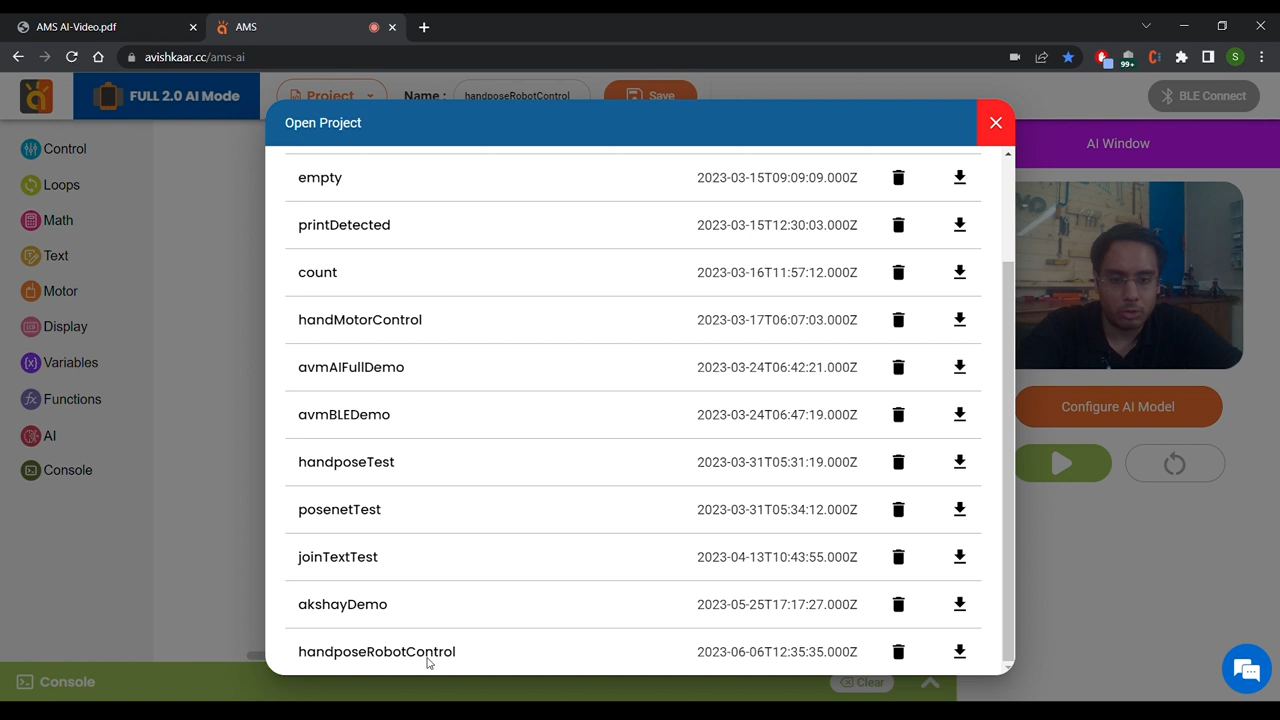 AMS AI-Video.pdf
AMS
avishkaar.cc/ams-ai
99+
S
FULL 2.0 AI Mode
Project
Name :
handposeRobotControl
Save
BLE Connect
Open Project
AI Window
Control
Loops
Math
Text
Motor
Display
Variables
Functions
AI
Console
empty 2023-03-15T09:09:09.000Z
printDetected 2023-03-15T12:30:03.000Z
count 2023-03-16T11:57:12.000Z
handMotorControl 2023-03-17T06:07:03.000Z
avmAIFullDemo 2023-03-24T06:42:21.000Z
avmBLEDemo 2023-03-24T06:47:19.000Z
handposeTest 2023-03-31T05:31:19.000Z
posenetTest 2023-03-31T05:34:12.000Z
joinTextTest 2023-04-13T10:43:55.000Z
akshayDemo 2023-05-25T17:17:27.000Z
handposeRobotControl 2023-06-06T12:35:35.000Z
Configure AI Model
Console
Clear